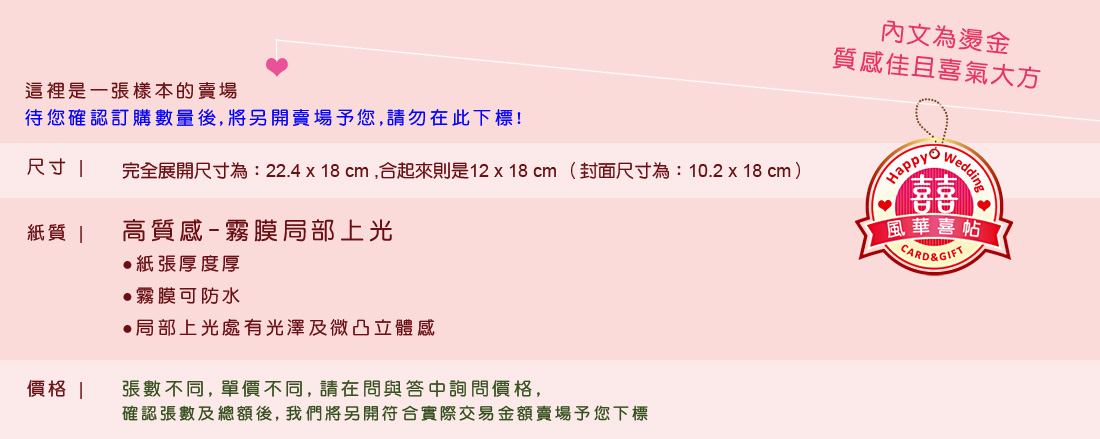 內文為燙金
質感佳且喜氣大方
這裡是一張樣本的賣場
待您確認訂購數量後,將另開賣場予您,請勿在此下標!
尺寸 | 完全展開尺寸為:22.4 x 18 cm ,合起來則是12 x 18 cm (封面尺寸為:10.2 x 18 cm)
Happy Wedding
囍
風華喜帖
CARD&GIFT
紙質 | 高質感-霧膜局部上光
●紙張厚度厚
●霧膜可防水
●局部上光處有光澤及微凸立體感
價格 | 張數不同,單價不同,請在問與答中詢問價格,
確認張數及總額後,我們將另開符合實際交易金額賣場予您下標